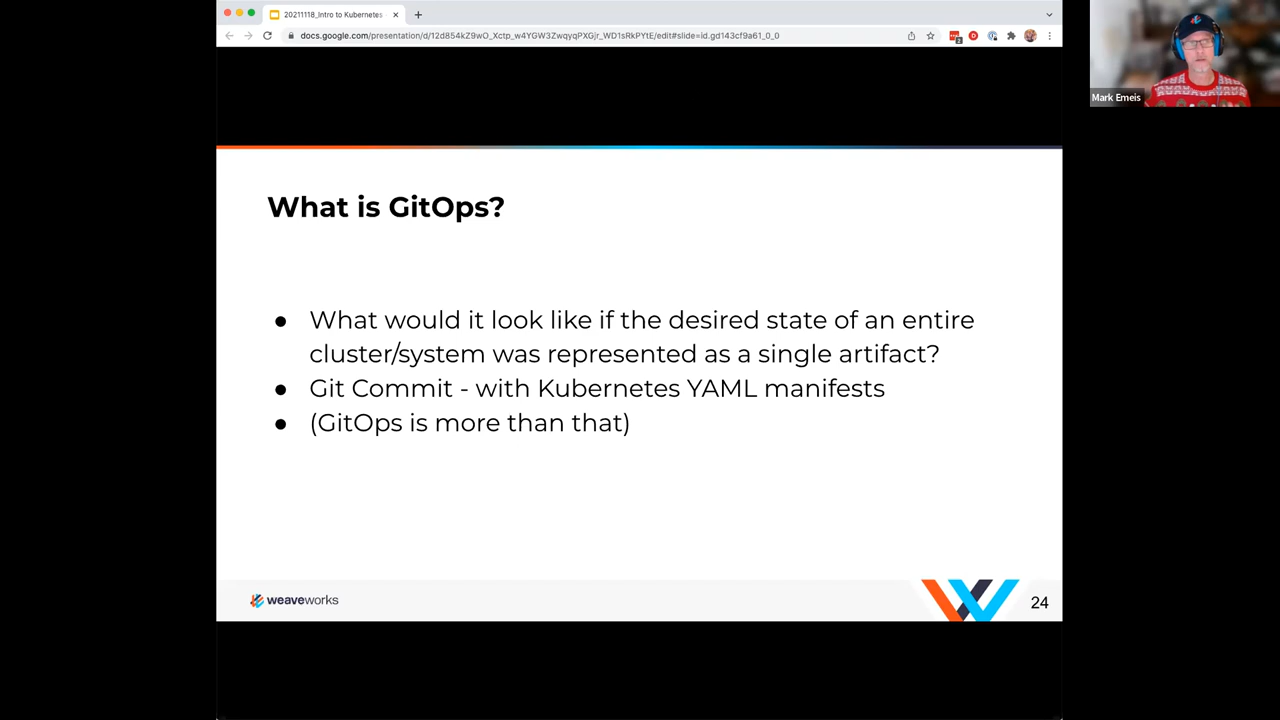 20211118_Intro to Kubernetes
docs.google.com/presentation/d/12d854kZ9wO_Xctp_w4YGW3ZwqyqPXGjr_WD1sRkPYtE/edit#slide=id.gd143cf9a61_0_0
Mark Emeis
What is GitOps?
● What would it look like if the desired state of an entire
cluster/system was represented as a single artifact?
● Git Commit - with Kubernetes YAML manifests
● (GitOps is more than that)
weaveworks
24